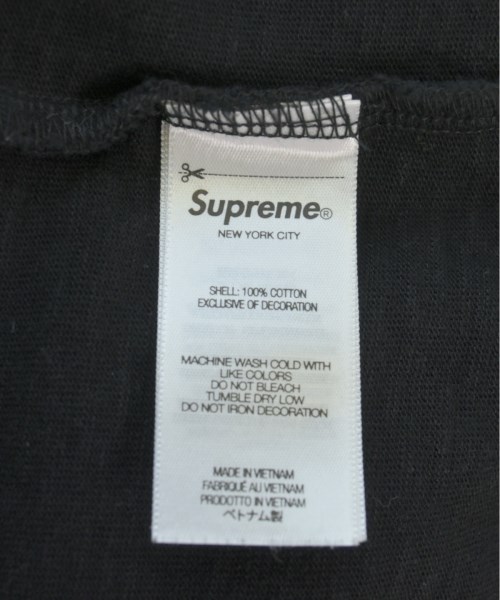 Supreme®
NEW YORK CITY
SHELL: 100% COTTON
EXCLUSIVE OF DECORATION
MACHINE WASH COLD WITH
LIKE COLORS
DO NOT BLEACH
TUMBLE DRY LOW
DO NOT IRON DECORATION
MADE IN VIETNAM
FABRIQUÉ AU VIETNAM
PRODOTTO IN VIETNAM
ベトナム製